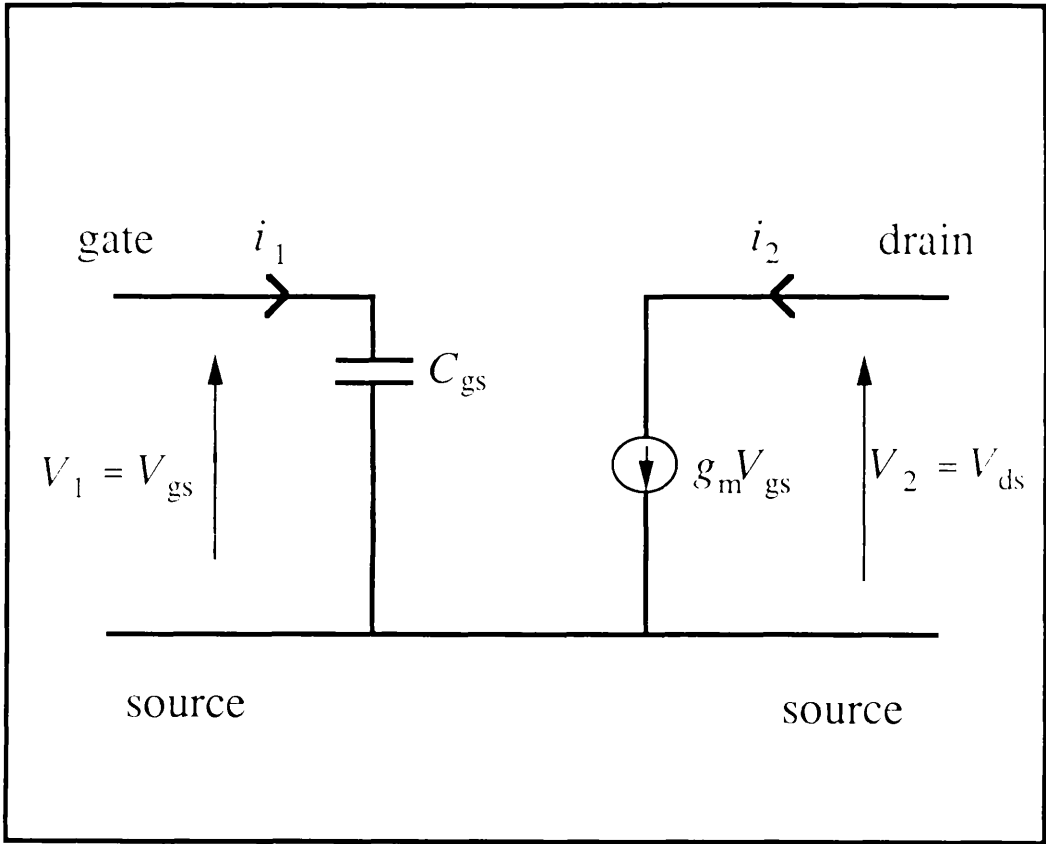 gate
i1
i2
drain
Cgs
V1 = Vgs
gmVgs
V2 = Vds
source
source